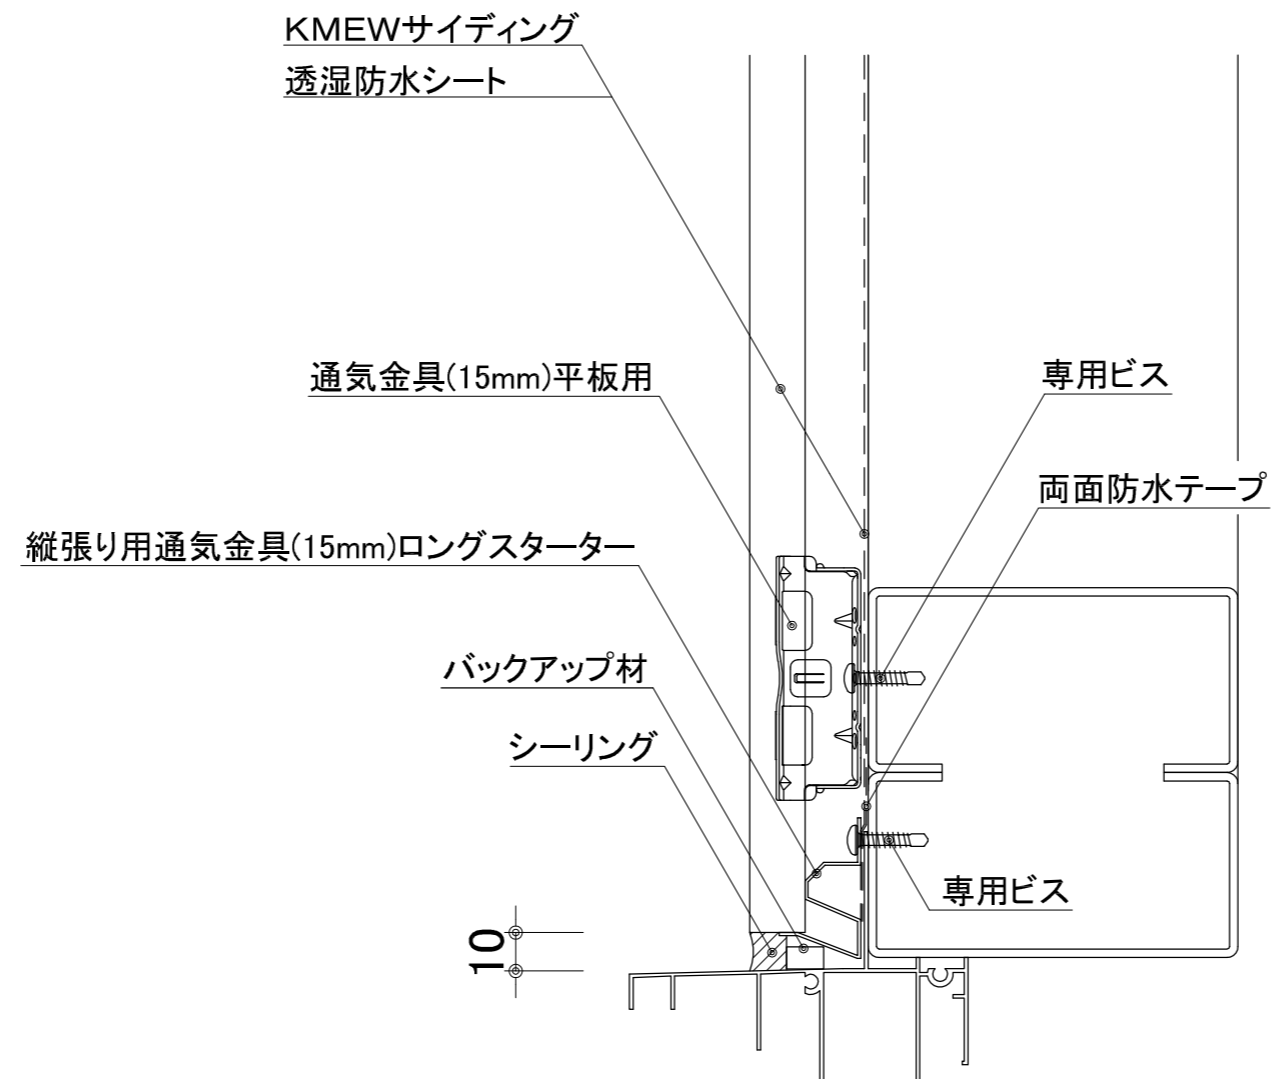 KMEWサイディング
透湿防水シート
通気金具(15mm)平板用
専用ビス
両面防水テープ
縦張り用通気金具(15mm)ロングスターター
バックアップ材
シーリング
専用ビス
10